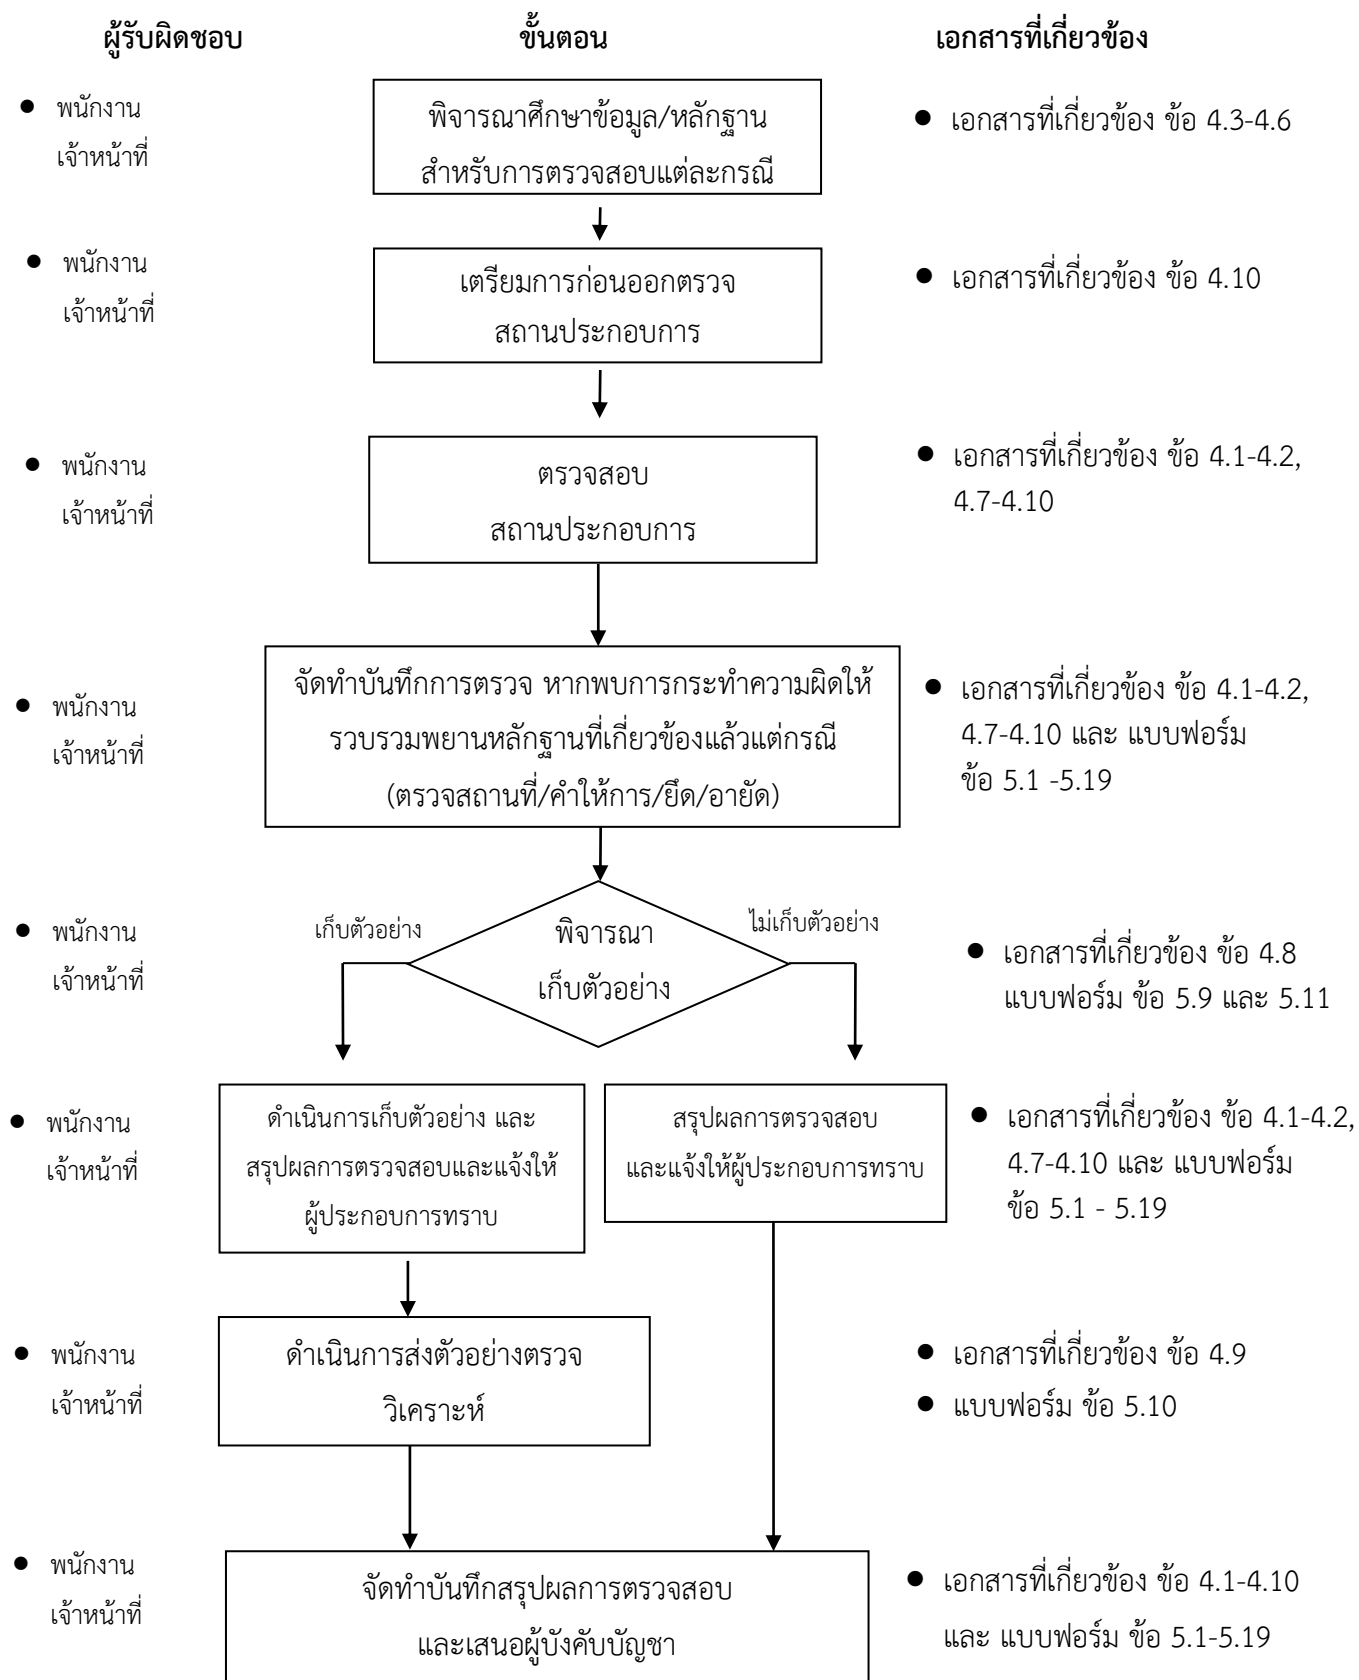 ผู้รับผิดชอบ ขั้นตอน เอกสารที่เกี่ยวข้อง
● พนักงาน
เจ้าหน้าที่
พิจารณาศึกษาข้อมูล/หลักฐาน
สำหรับการตรวจสอบแต่ละกรณี
● เอกสารที่เกี่ยวข้อง ข้อ 4.3-4.6
● พนักงาน
เจ้าหน้าที่
เตรียมการก่อนออกตรวจ
สถานประกอบการ
● เอกสารที่เกี่ยวข้อง ข้อ 4.10
● พนักงาน
เจ้าหน้าที่
ตรวจสอบ
สถานประกอบการ
● เอกสารที่เกี่ยวข้อง ข้อ 4.1-4.2,
4.7-4.10
● พนักงาน
เจ้าหน้าที่
จัดทำบันทึกการตรวจ หากพบการกระทำความผิดให้
รวบรวมพยานหลักฐานที่เกี่ยวข้องแล้วแต่กรณี
(ตรวจสถานที่/คำให้การ/ยึด/อายัด)
● เอกสารที่เกี่ยวข้อง ข้อ 4.1-4.2,
4.7-4.10 และ แบบฟอร์ม
ข้อ 5.1 -5.19
● พนักงาน
เจ้าหน้าที่
เก็บตัวอย่าง
พิจารณา
เก็บตัวอย่าง
ไม่เก็บตัวอย่าง
● เอกสารที่เกี่ยวข้อง ข้อ 4.8
แบบฟอร์ม ข้อ 5.9 และ 5.11
● พนักงาน
เจ้าหน้าที่
ดำเนินการเก็บตัวอย่าง และ
สรุปผลการตรวจสอบและแจ้งให้
ผู้ประกอบการทราบ
สรุปผลการตรวจสอบ
และแจ้งให้ผู้ประกอบการทราบ
● เอกสารที่เกี่ยวข้อง ข้อ 4.1-4.2,
4.7-4.10 และ แบบฟอร์ม
ข้อ 5.1 - 5.19
● พนักงาน
เจ้าหน้าที่
ดำเนินการส่งตัวอย่างตรวจ
วิเคราะห์
● เอกสารที่เกี่ยวข้อง ข้อ 4.9
● แบบฟอร์ม ข้อ 5.10
● พนักงาน
เจ้าหน้าที่
จัดทำบันทึกสรุปผลการตรวจสอบ
และเสนอผู้บังคับบัญชา
● เอกสารที่เกี่ยวข้อง ข้อ 4.1-4.10
และ แบบฟอร์ม ข้อ 5.1-5.19